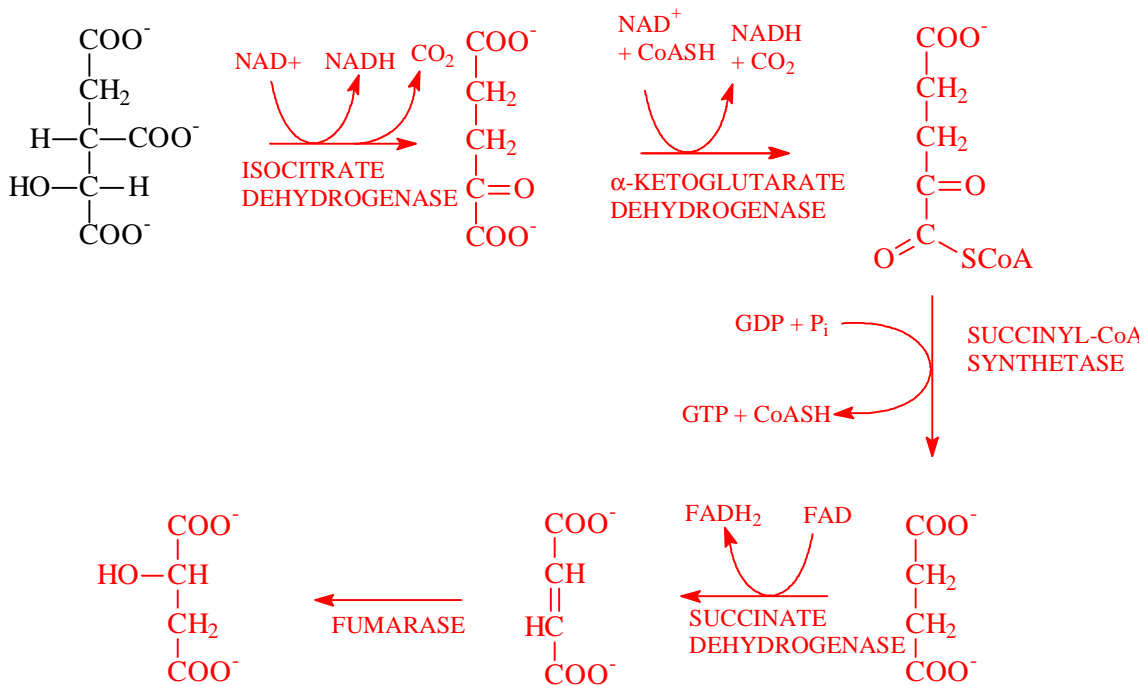 COO⁻
CH₂
H
COO⁻
HO
C
C
H
COO⁻
NAD+
NADH
CO₂
ISOCITRATE
DEHYDROGENASE
COO⁻
CH₂
CH₂
C=O
COO⁻
NAD⁺
+ CoASH
NADH
+ CO₂
α-KETOGLUTARATE
DEHYDROGENASE
COO⁻
CH₂
CH₂
C=O
C
O
SCoA
GDP + Pᵢ
GTP + CoASH
SUCCINYL-CoA
SYNTHETASE
COO⁻
CH₂
CH₂
COO⁻
FADH₂
FAD
SUCCINATE
DEHYDROGENASE
COO⁻
CH
HC
COO⁻
FUMARASE
COO⁻
HO
CH
CH₂
COO⁻